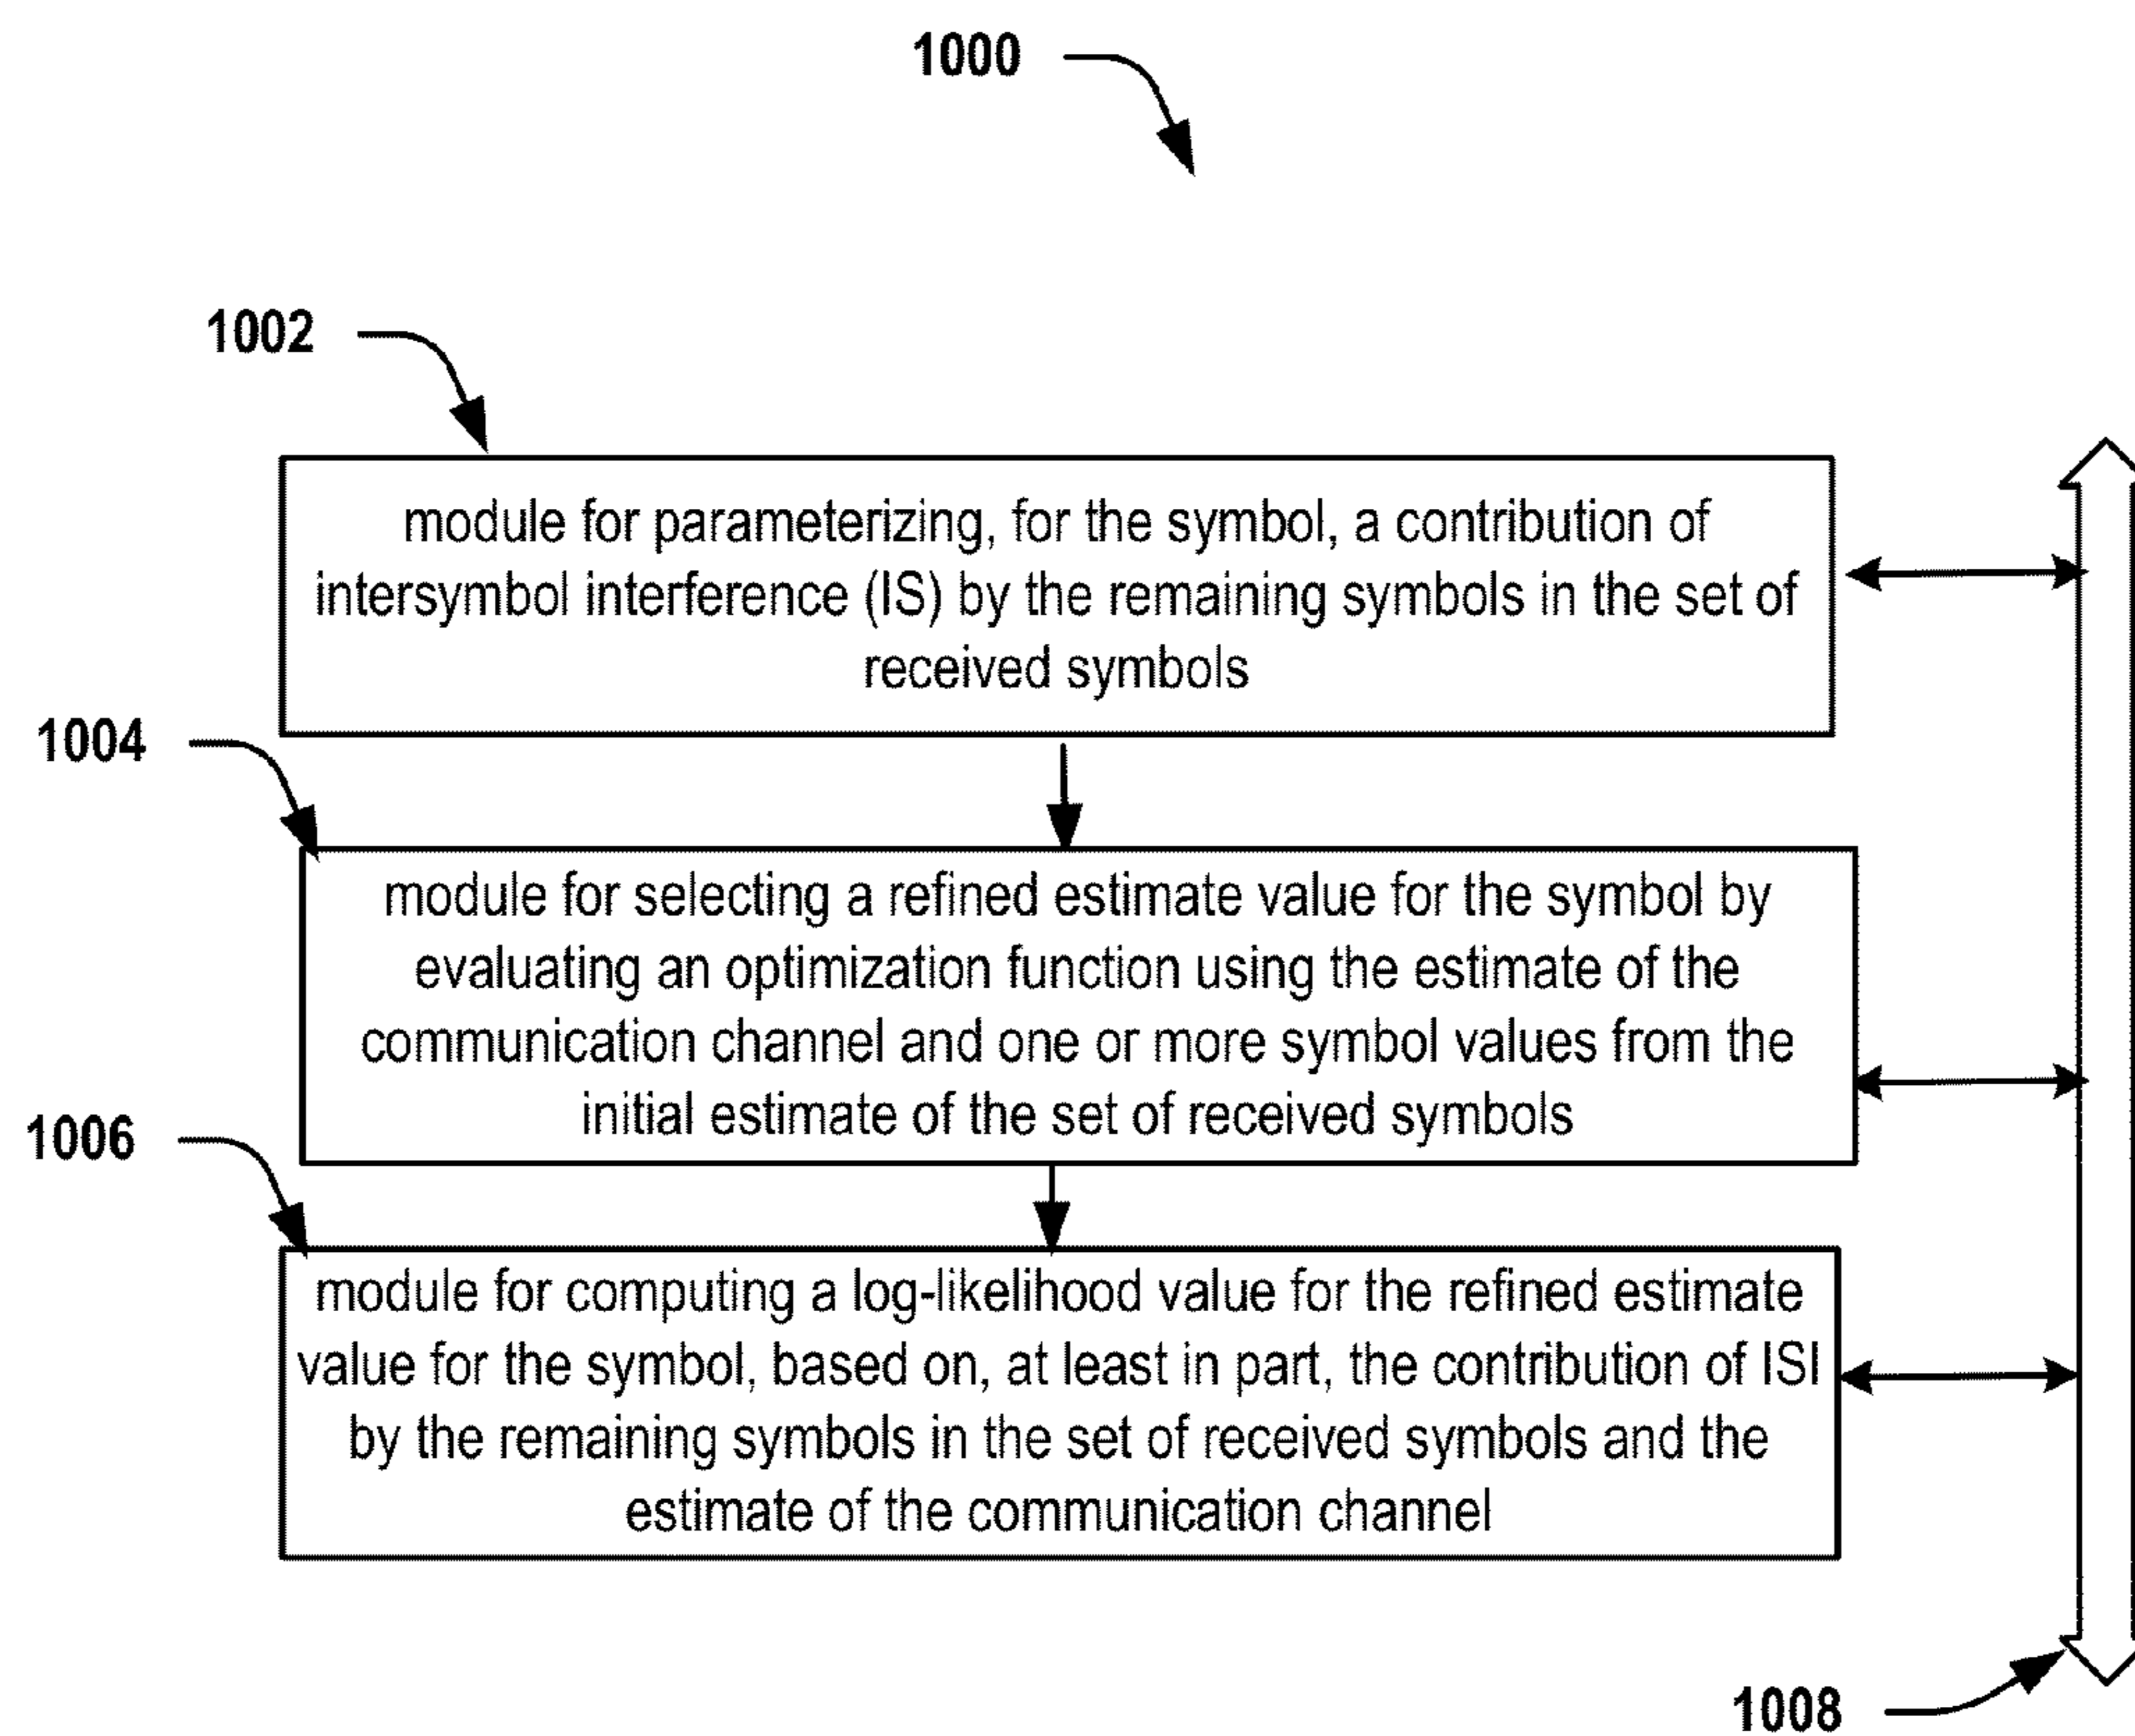 1000
1002
module for parameterizing, for the symbol, a contribution of
intersymbol interference (IS) by the remaining symbols in the set of
received symbols
1004
module for selecting a refined estimate value for the symbol by
evaluating an optimization function using the estimate of the
communication channel and one or more symbol values from the
initial estimate of the set of received symbols
1006
module for computing a log-likelihood value for the refined estimate
value for the symbol, based on, at least in part, the contribution of ISI
by the remaining symbols in the set of received symbols and the
estimate of the communication channel
1008